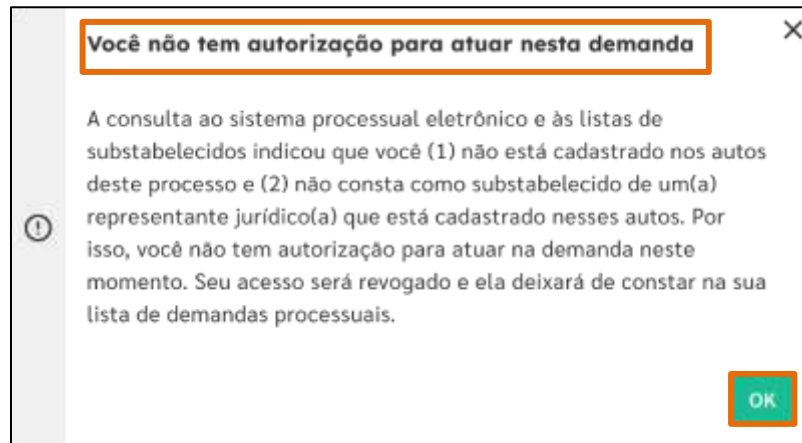 Você não tem autorização para atuar nesta demanda
A consulta ao sistema processual eletrônico e às listas de
substabelecidos indicou que você (1) não está cadastrado nos autos
deste processo e (2) não consta como substabelecido de um(a)
representante jurídico(a) que está cadastrado nesses autos. Por
isso, você não tem autorização para atuar na demanda neste
momento. Seu acesso será revogado e ela deixará de constar na sua
lista de demandas processuais.
OK